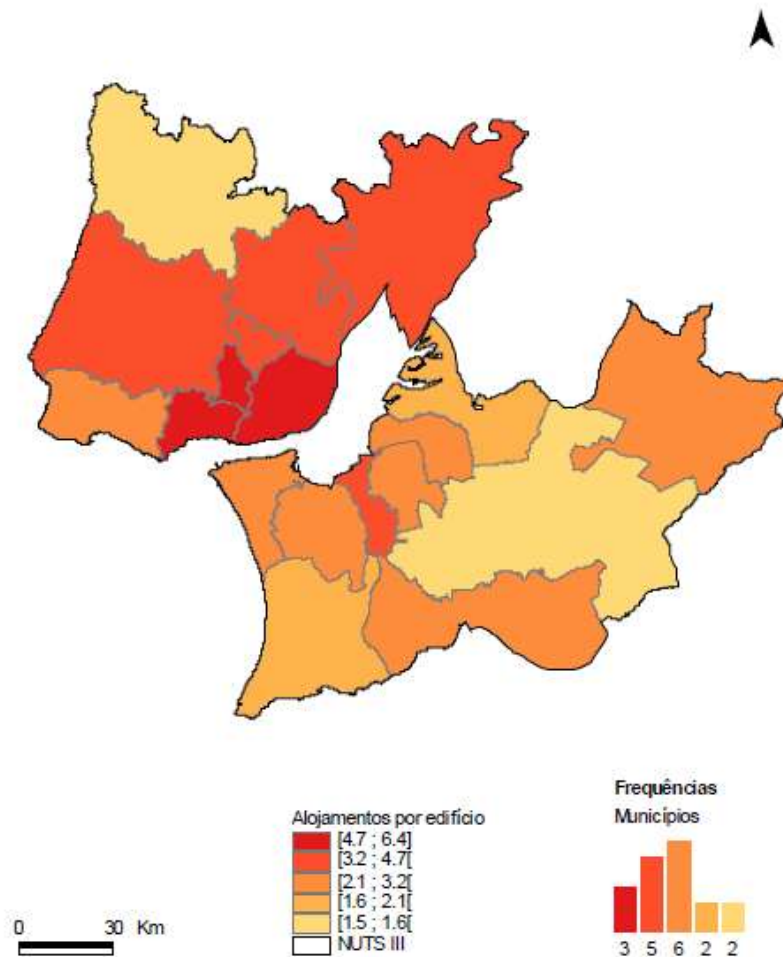 Alojamentos por edifício
[4.7 ; 6.4]
[3.2 ; 4.7[
[2.1 ; 3.2[
[1.6 ; 2.1[
[1.5 ; 1.6[
NUTS III
Frequências
Municípios
3 5 6 2 2
0 30 Km